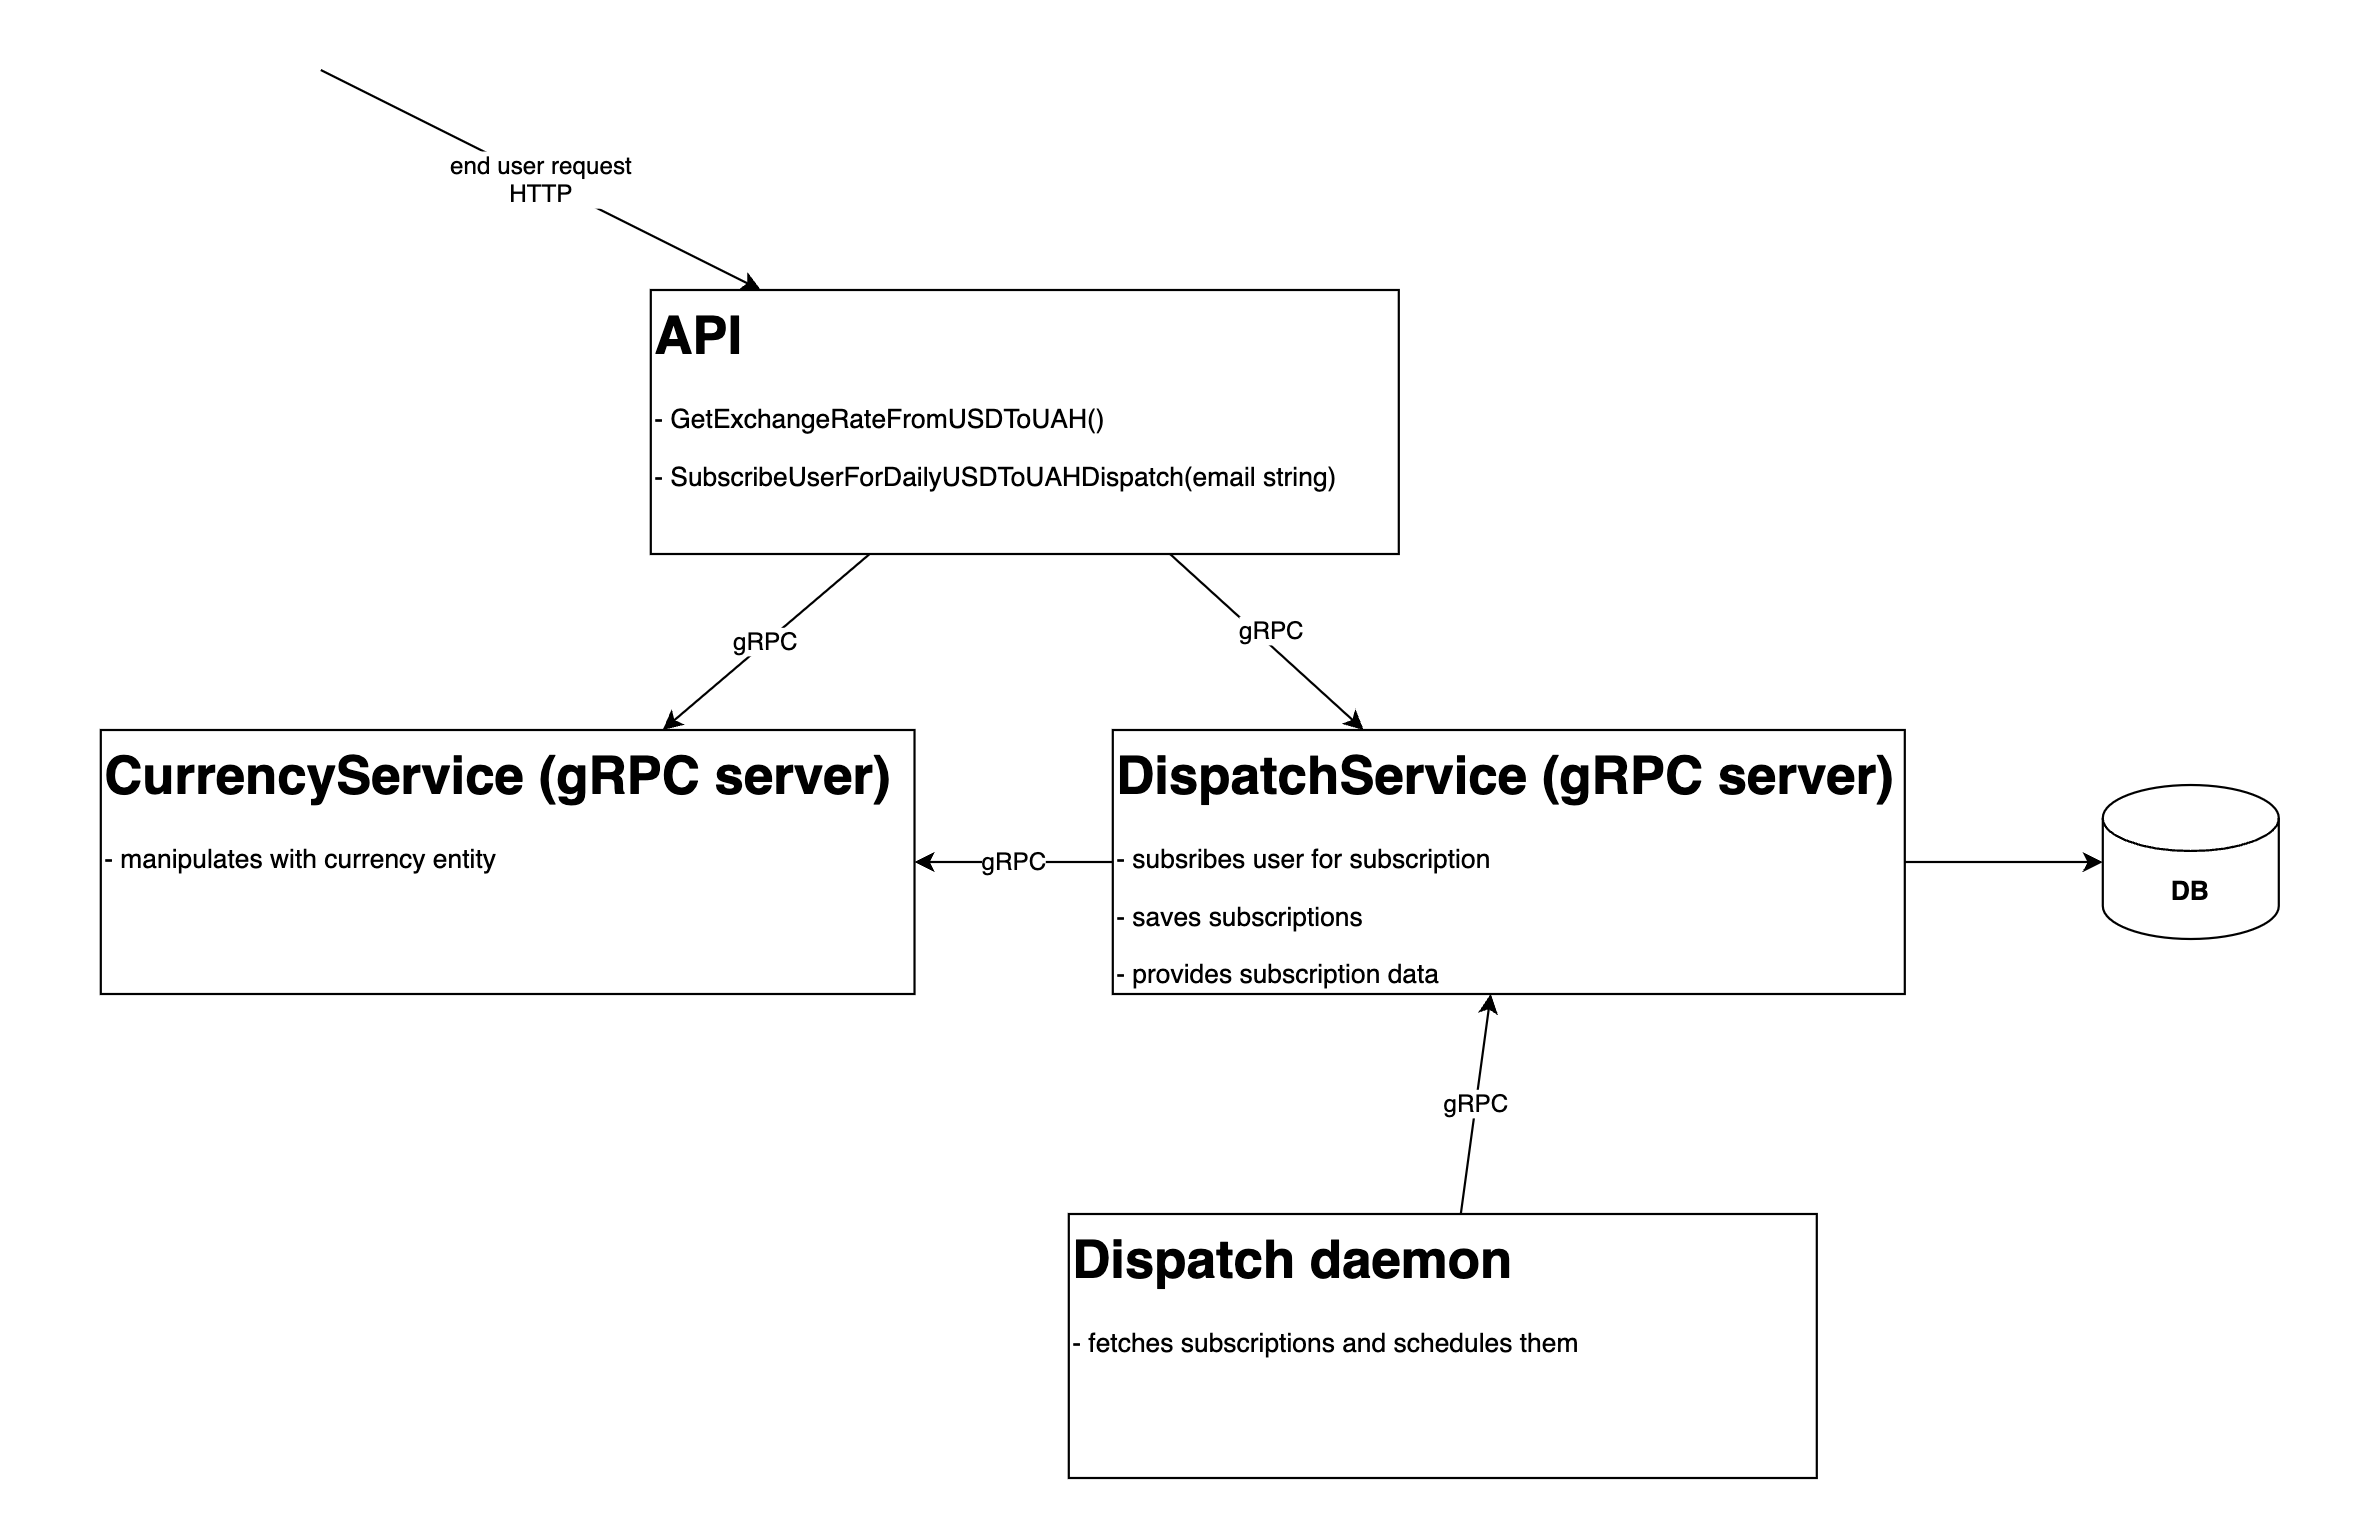 end user request
HTTP
API
- GetExchangeRateFromUSDToUAH()
- SubscribeUserForDailyUSDToUAHDispatch(email string)
gRPC
gRPC
CurrencyService (gRPC server)
- manipulates with currency entity
gRPC
DispatchService (gRPC server)
- subsribes user for subscription
- saves subscriptions
- provides subscription data
DB
gRPC
Dispatch daemon
- fetches subscriptions and schedules them